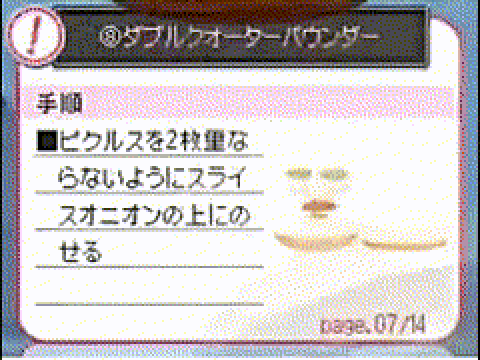 ⑧ダブルクォーターパウンダー
手順
■ピクルスを2枚重な
らないようにスライ
スオニオンの上にの
せる
page.07/14